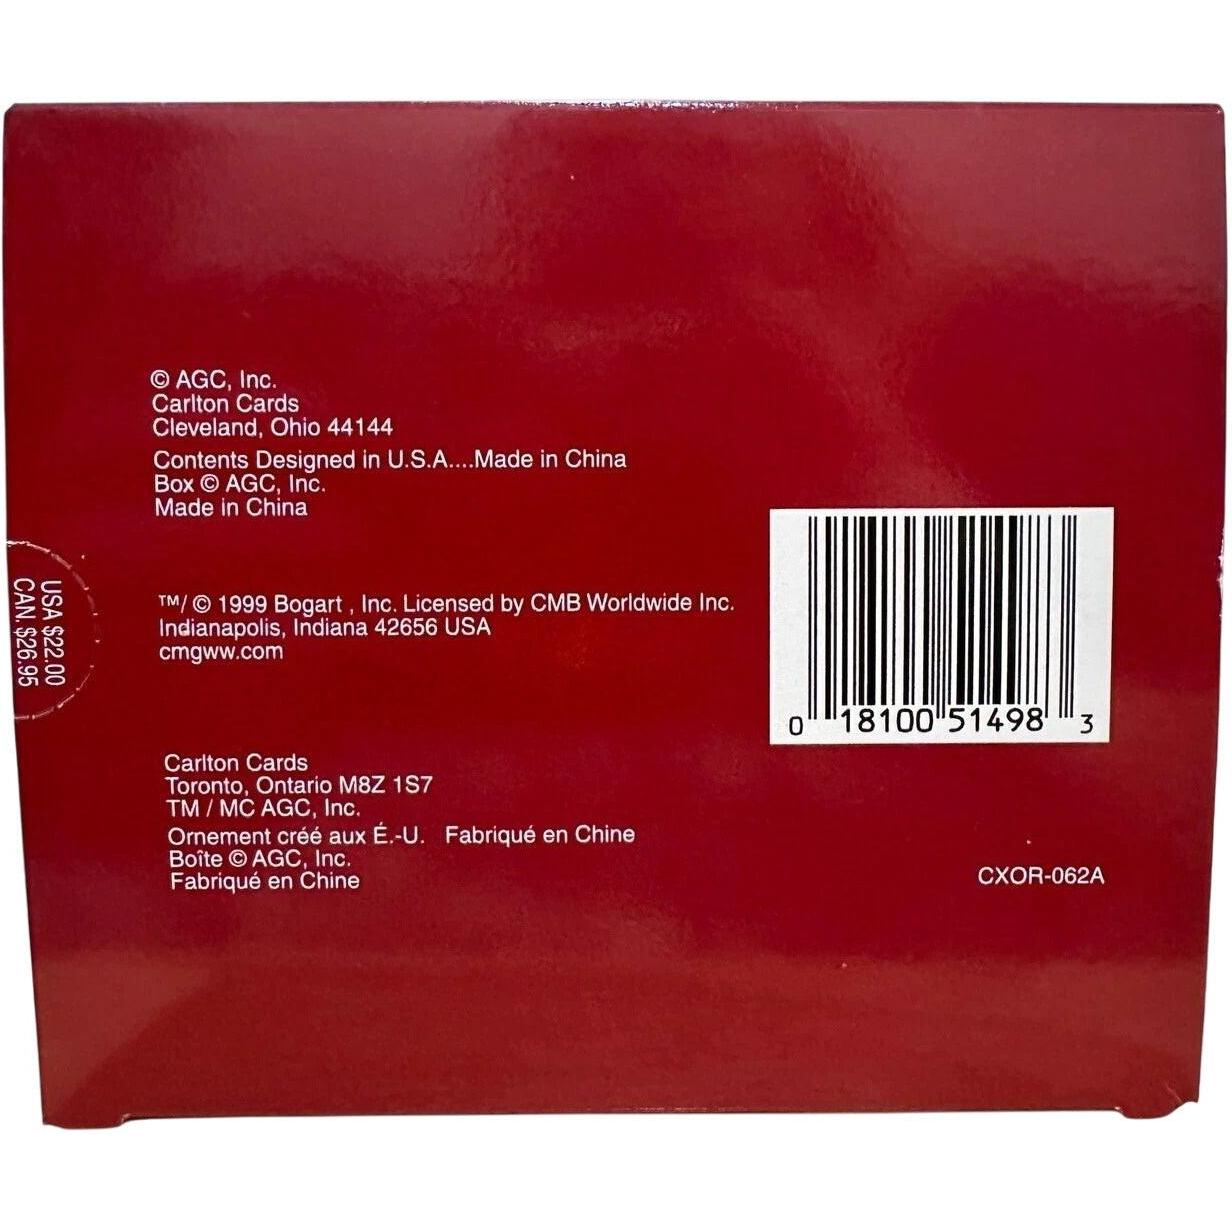 © AGC, Inc.
Carlton Cards
Cleveland, Ohio 44144
Contents Designed in U.S.A....Made in China
Box © AGC, Inc.
Made in China
USA $22.00
CAN. $26.95
TM/ © 1999 Bogart , Inc. Licensed by CMB Worldwide Inc.
Indianapolis, Indiana 42656 USA
cmgww.com
0 18100 51498 3
Carlton Cards
Toronto, Ontario M8Z 1S7
TM / MC AGC, Inc.
Ornement créé aux É.-U. Fabriqué en Chine
Boîte © AGC, Inc.
Fabriqué en Chine
CXOR-062A